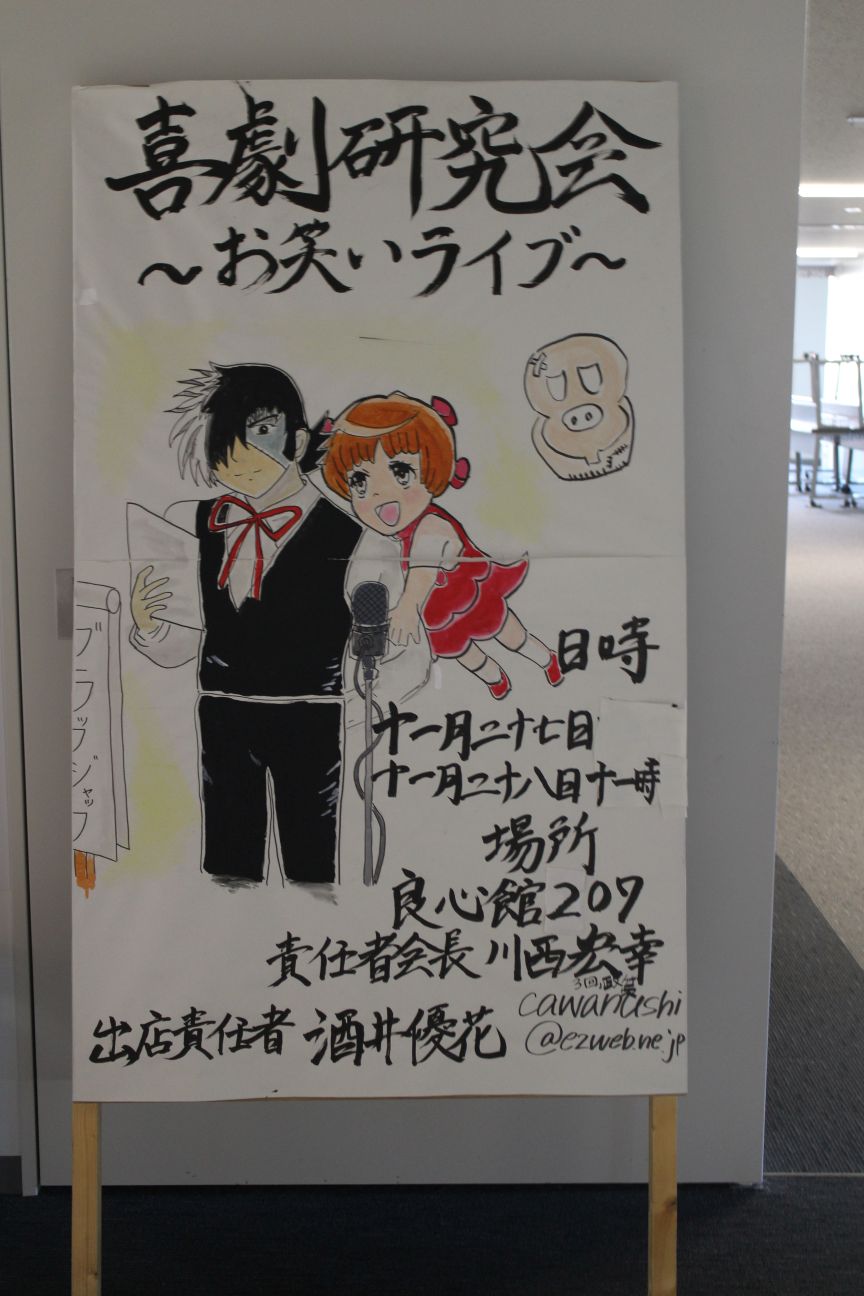 喜劇研究会
～お笑いライブ～
ブラックジャック
日時
十一月二十七日
十一月二十八日十一時
場所
良心館207
責任者会長 川西宏幸
3回政
cawanushi
@ezweb.ne.jp
出店責任者 酒井優花